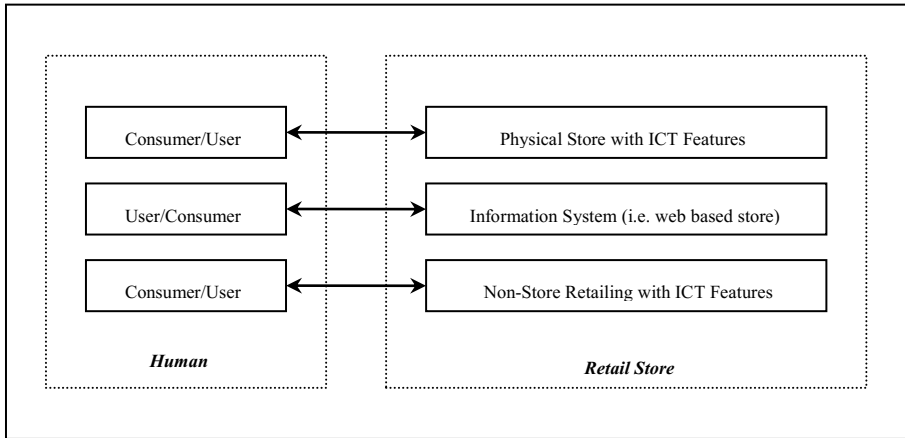 Consumer/User
Physical Store with ICT Features
User/Consumer
Information System (i.e. web based store)
Consumer/User
Non-Store Retailing with ICT Features
Human
Retail Store